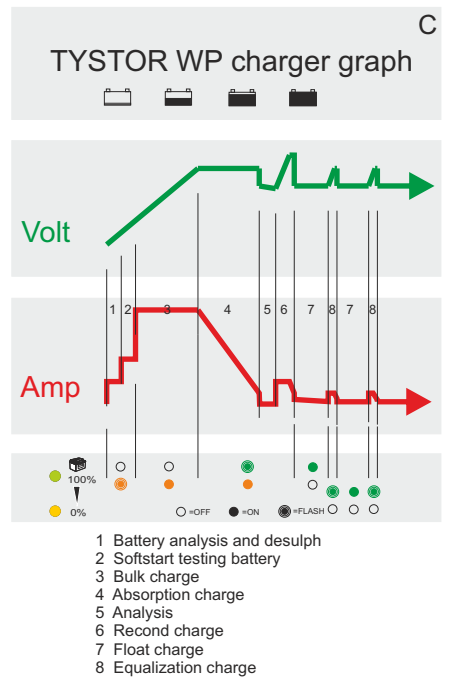 C
TYSTOR WP charger graph
Volt
1 2 3 4 5 6 7 8 7 8
Amp
100%
0%
=OFF =ON =FLASH
1 Battery analysis and desulph
2 Softstart testing battery
3 Bulk charge
4 Absorption charge
5 Analysis
6 Recond charge
7 Float charge
8 Equalization charge